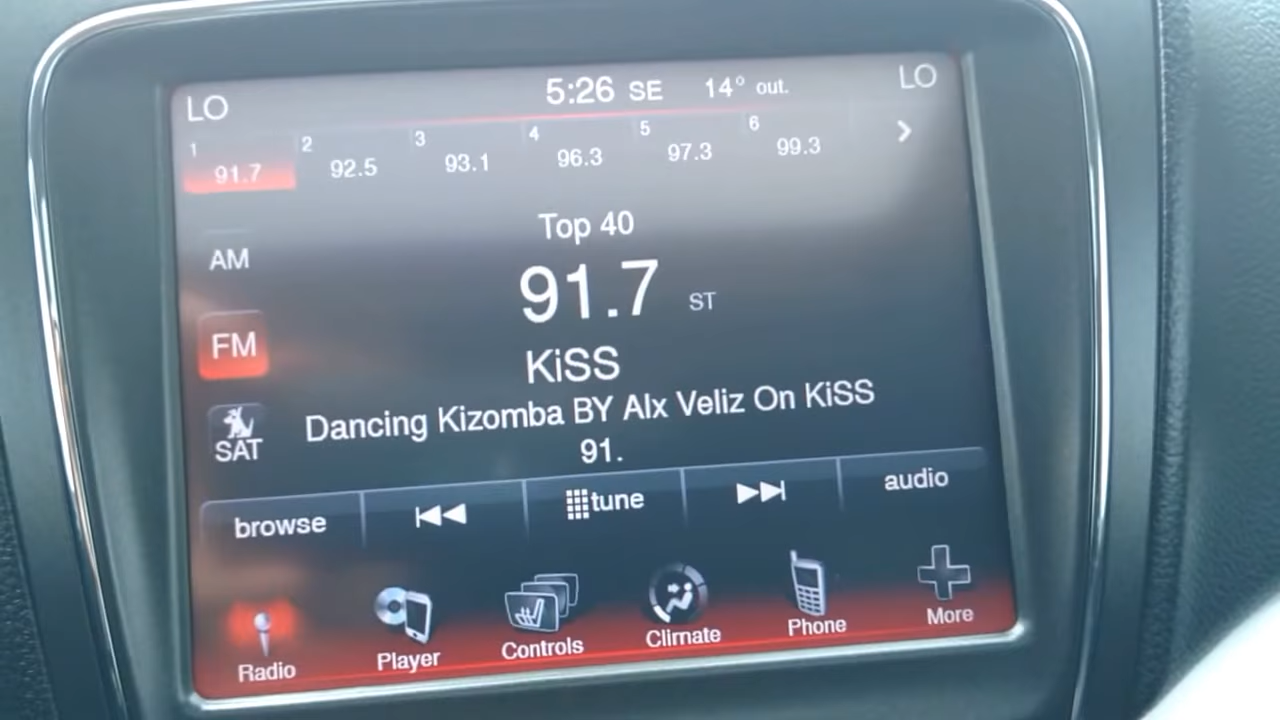 LO 5:26 SE 14° out. LO
1 2 3 4 5 6
91.7 92.5 93.1 96.3 97.3 99.3
Top 40
AM
91.7 ST
FM
KiSS
Dancing Kizomba BY Alx Veliz On KiSS
91.
SAT
browse tune audio
Radio Player Controls Climate Phone More